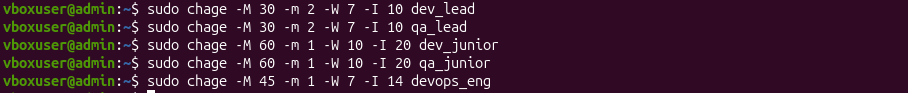 vboxuser@admin:~$ sudo chage -M 30 -m 2 -W 7 -I 10 dev_lead
vboxuser@admin:~$ sudo chage -M 30 -m 2 -W 7 -I 10 qa_lead
vboxuser@admin:~$ sudo chage -M 60 -m 1 -W 10 -I 20 dev_junior
vboxuser@admin:~$ sudo chage -M 60 -m 1 -W 10 -I 20 qa_junior
vboxuser@admin:~$ sudo chage -M 45 -m 1 -W 7 -I 14 devops_eng